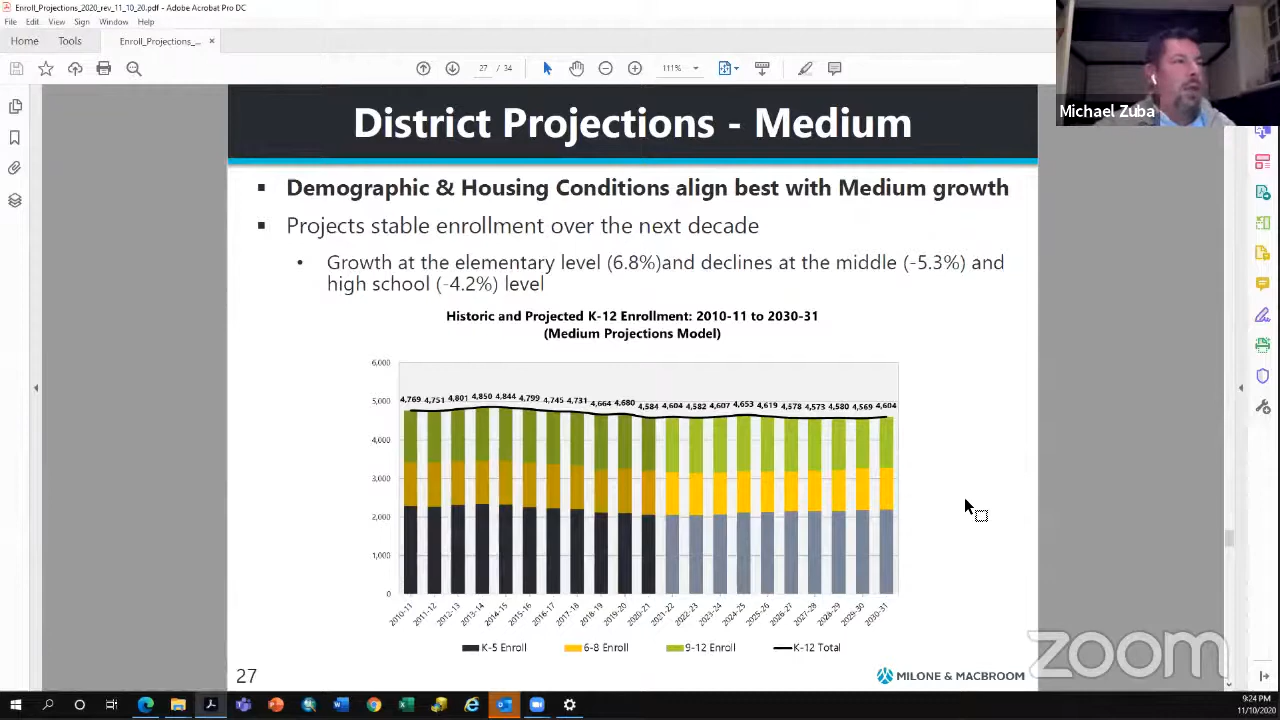 Enroll_Projections_2020_rev_11_10_20.pdf - Adobe Acrobat Pro DC
File Edit View Sign Window Help
Home Tools Enroll_Projections_... ×
27 / 34 111%
Michael Zuba
District Projections - Medium
▪ Demographic & Housing Conditions align best with Medium growth
▪ Projects stable enrollment over the next decade
• Growth at the elementary level (6.8%)and declines at the middle (-5.3%) and
high school (-4.2%) level
Historic and Projected K-12 Enrollment: 2010-11 to 2030-31
(Medium Projections Model)
6,000
5,000
4,000
3,000
2,000
1,000
0
4,769 4,751 4,801 4,850 4,844 4,799 4,745 4,731 4,664 4,680 4,584 4,604 4,582 4,607 4,653 4,619 4,578 4,573 4,580 4,569 4,604
2010-11 2011-12 2012-13 2013-14 2014-15 2015-16 2016-17 2017-18 2018-19 2019-20 2020-21 2021-22 2022-23 2023-24 2024-25 2025-26 2026-27 2027-28 2028-29 2029-30 2030-31
K-5 Enroll 6-8 Enroll 9-12 Enroll K-12 Total
27
MILONE & MACBROOM
zoom
9:24 PM
11/10/2020